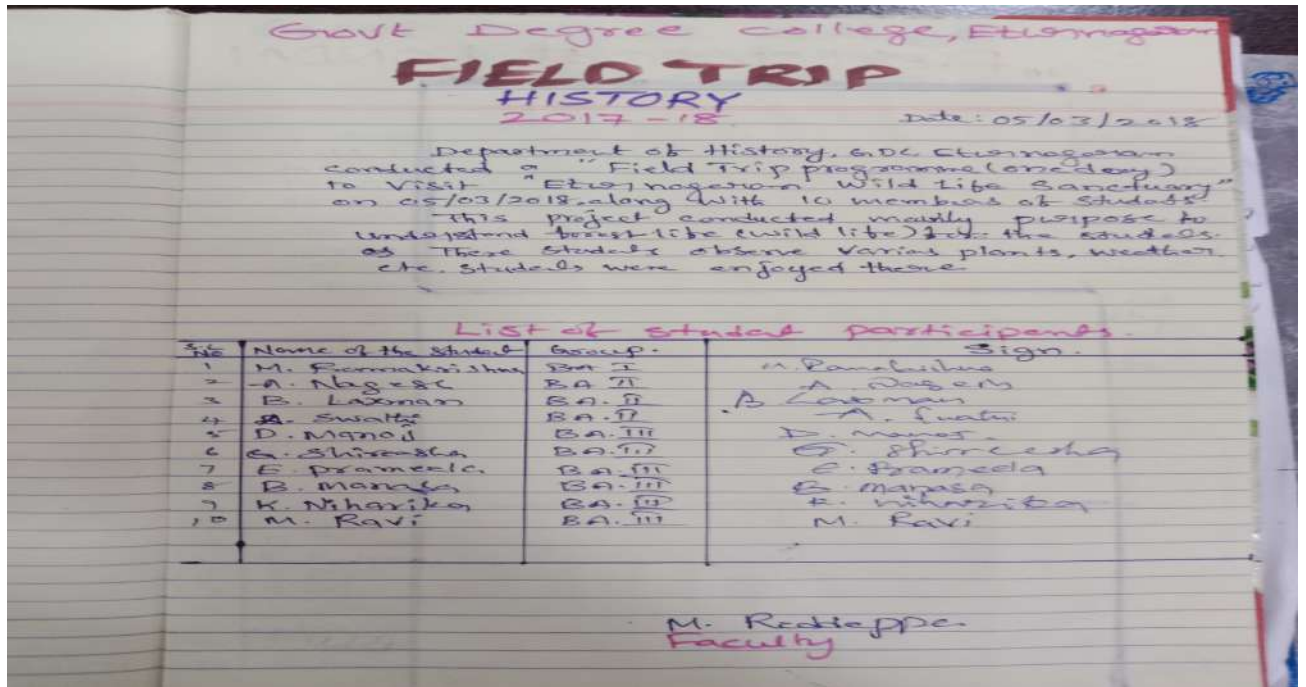 Govt Degree college, Eturnagaram
FIELD TRIP
HISTORY
2017-18
Date: 05/03/2018
Department of History, GDC Eturnagaram
conducted a "Field Trip programme (one day)
to Visit "Eturnagaram Wild Life Sanctuary"
on 05/03/2018. along with 10 membras of Students
This project conducted mainly purpose to
understand forest life (wild life) for the students.
as There students observe varias plants, weather
etc. Students were enjoyed there
List of student participants.
S.L No Name of the student Group. Sign.
1 M. Ramakrishna BA I M. Ramakrishna
2 A. Nagesh BA II A. Nagesh
3 B. Laxman BA. II B Laxman
4 A. Swathi BA. II A. Swathi
5 D. Manoj BA. III D. Manoj.
6 G. Shireesha BA. III G. Shireesha
7 E. Prameela BA. III E. Prameela
8 B. manasa BA. III B. manasa
9 K. Niharika BA. III K. niharika
10 M. Ravi BA. III M. Ravi
M. Rediappa
Faculty